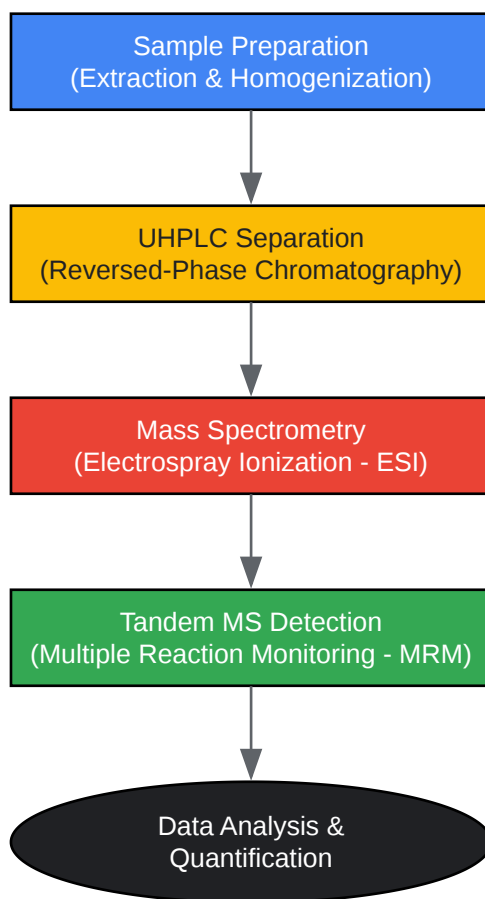 Sample Preparation
(Extraction & Homogenization)
UHPLC Separation
(Reversed-Phase Chromatography)
Mass Spectrometry
(Electrospray Ionization - ESI)
Tandem MS Detection
(Multiple Reaction Monitoring - MRM)
Data Analysis &
Quantification